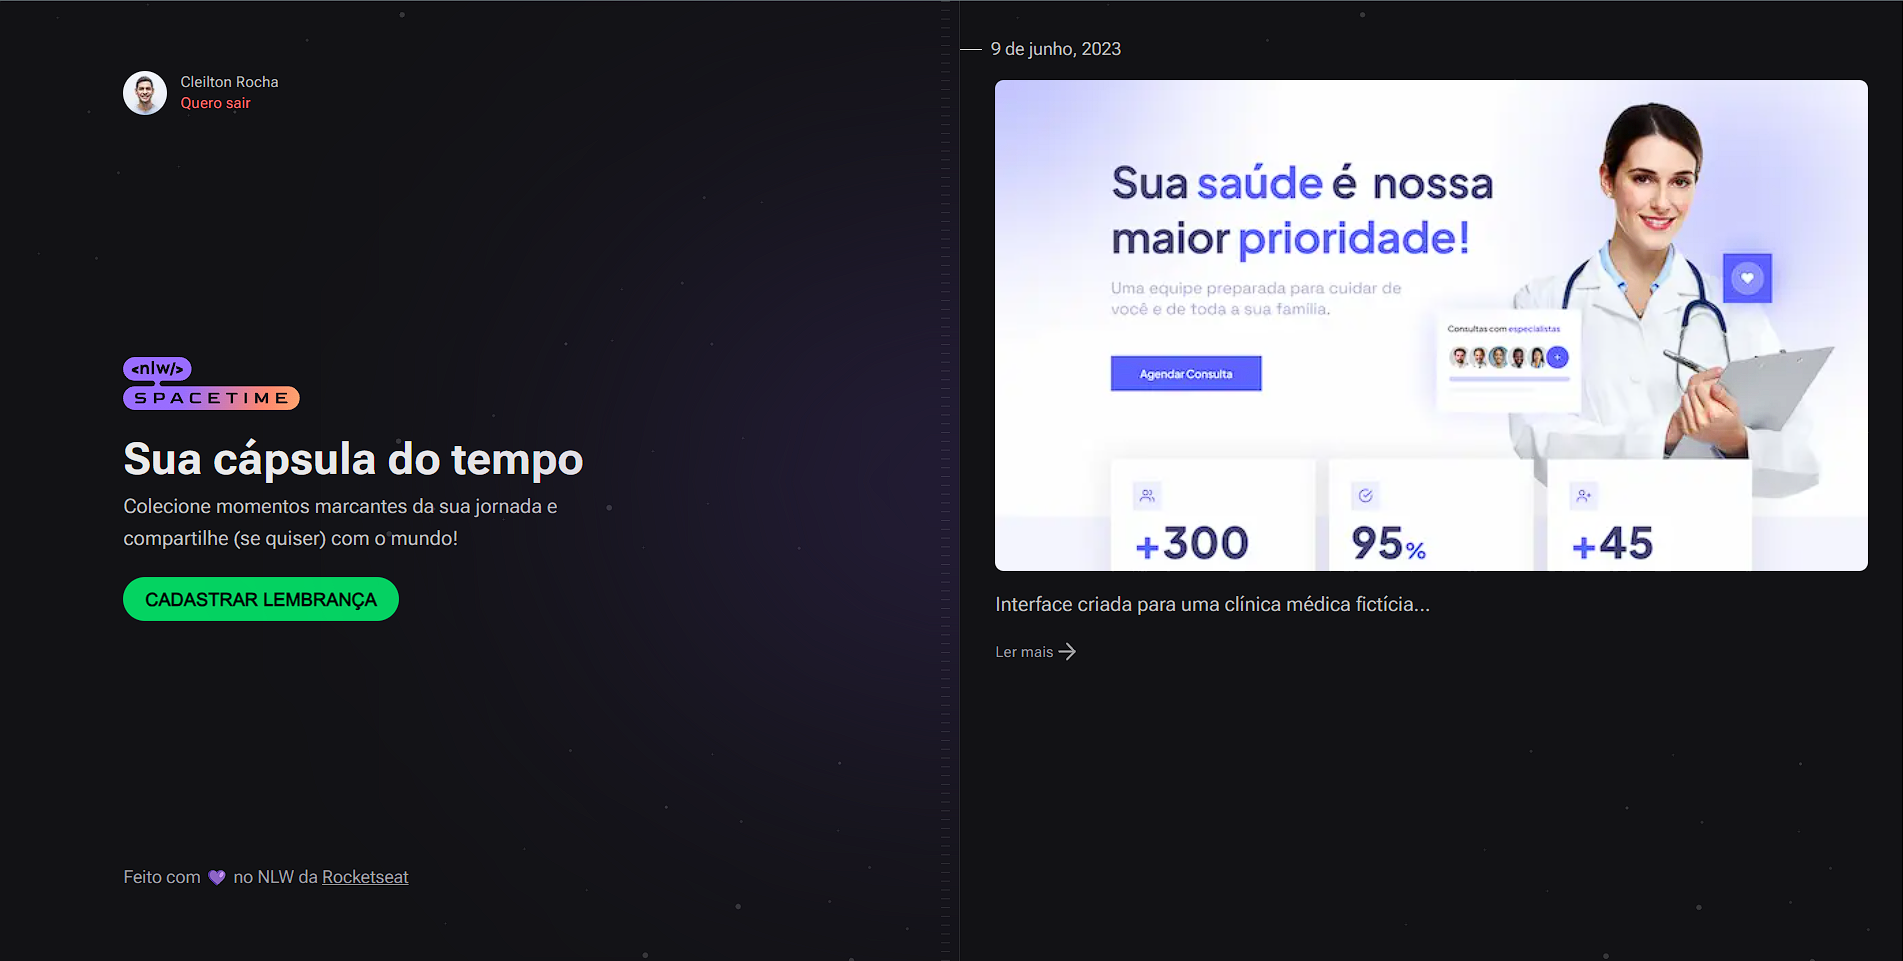 Cleilton Rocha
Quero sair
<nlw/>
SPACETIME
Sua cápsula do tempo
Colecione momentos marcantes da sua jornada e
compartilhe (se quiser) com o mundo!
CADASTRAR LEMBRANÇA
Feito com 💜 no NLW da Rocketseat
9 de junho, 2023
Sua saúde é nossa
maior prioridade!
Uma equipe preparada para cuidar de
você e de toda a sua família.
Agendar Consulta
Consultas com especialistas
+
+300
95%
+45
Interface criada para uma clínica médica fictícia...
Ler mais